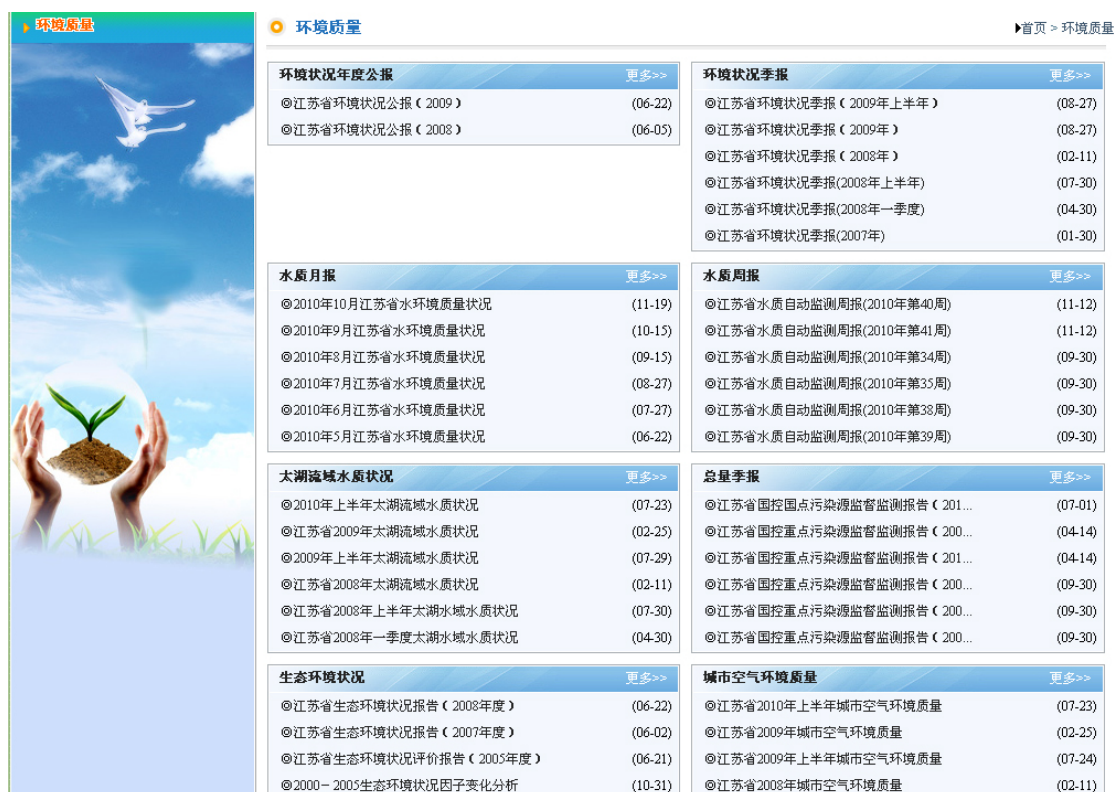 环境质量
环境质量
首页 > 环境质量
环境状况年度公报 更多>>
◎江苏省环境状况公报(2009) (06-22)
◎江苏省环境状况公报(2008) (06-05)
环境状况季报 更多>>
◎江苏省环境状况季报(2009年上半年) (08-27)
◎江苏省环境状况季报(2009年) (08-27)
◎江苏省环境状况季报(2008年) (02-11)
◎江苏省环境状况季报(2008年上半年) (07-30)
◎江苏省环境状况季报(2008年一季度) (04-30)
◎江苏省环境状况季报(2007年) (01-30)
水质月报 更多>>
◎2010年10月江苏省水环境质量状况 (11-19)
◎2010年9月江苏省水环境质量状况 (10-15)
◎2010年8月江苏省水环境质量状况 (09-15)
◎2010年7月江苏省水环境质量状况 (08-27)
◎2010年6月江苏省水环境质量状况 (07-27)
◎2010年5月江苏省水环境质量状况 (06-22)
水质周报 更多>>
◎江苏省水质自动监测周报(2010年第40周) (11-12)
◎江苏省水质自动监测周报(2010年第41周) (11-12)
◎江苏省水质自动监测周报(2010年第34周) (09-30)
◎江苏省水质自动监测周报(2010年第35周) (09-30)
◎江苏省水质自动监测周报(2010年第38周) (09-30)
◎江苏省水质自动监测周报(2010年第39周) (09-30)
太湖流域水质状况 更多>>
◎2010年上半年太湖流域水质状况 (07-23)
◎江苏省2009年太湖流域水质状况 (02-25)
◎2009年上半年太湖流域水质状况 (07-29)
◎江苏省2008年太湖流域水质状况 (02-11)
◎江苏省2008年上半年太湖水域水质状况 (07-30)
◎江苏省2008年一季度太湖水域水质状况 (04-30)
总量季报 更多>>
◎江苏省国控国点污染源监督监测报告(201... (07-01)
◎江苏省国控重点污染源监督监测报告(200... (04-14)
◎江苏省国控重点污染源监督监测报告(201... (04-14)
◎江苏省国控重点污染源监督监测报告(200... (09-30)
◎江苏省国控重点污染源监督监测报告(200... (09-30)
◎江苏省国控重点污染源监督监测报告(200... (09-30)
生态环境状况 更多>>
◎江苏省生态环境状况报告(2008年度) (06-22)
◎江苏省生态环境状况报告(2007年度) (06-02)
◎江苏省生态环境状况评价报告(2005年度) (06-21)
◎2000-2005生态环境状况因子变化分析 (10-31)
城市空气环境质量 更多>>
◎江苏省2010年上半年城市空气环境质量 (07-23)
◎江苏省2009年城市空气环境质量 (02-25)
◎江苏省2009年上半年城市空气环境质量 (07-24)
◎江苏省2008年城市空气环境质量 (02-11)